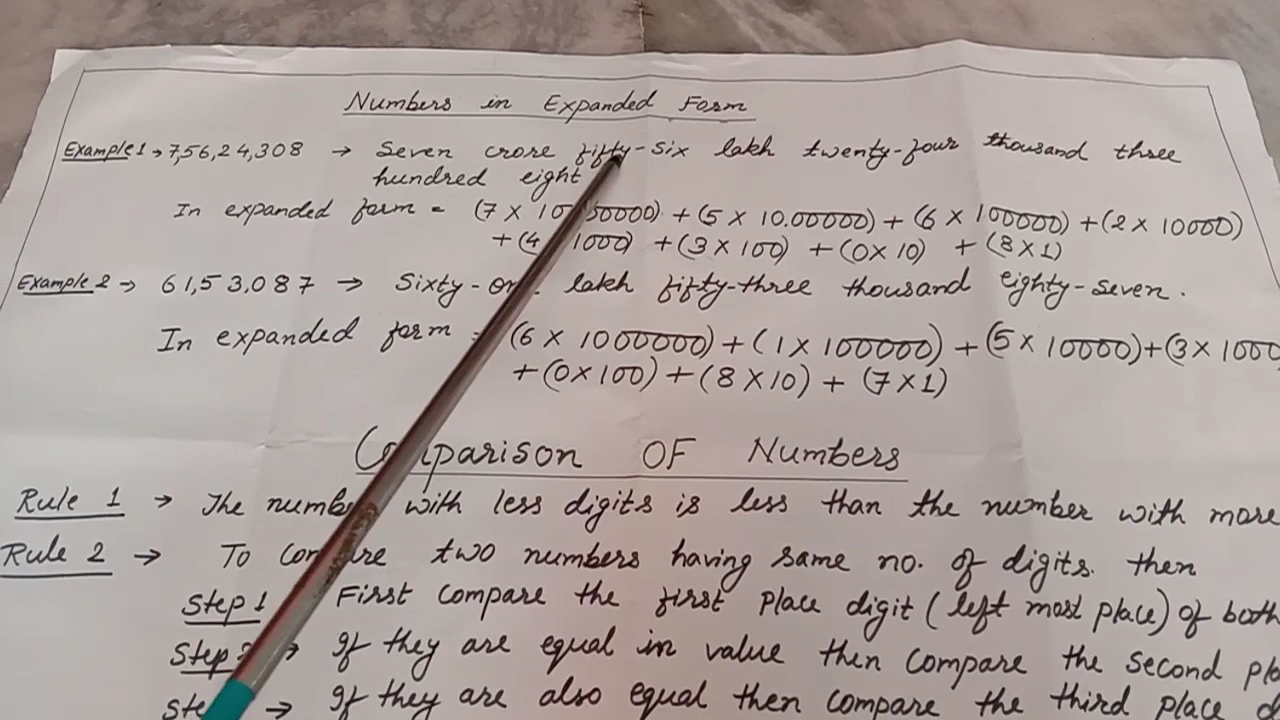 Numbers in Expanded Form
Example 1 → 7,56,24,308 → Seven crore fifty-six lakh twenty-four thousand three
hundred eight
In expanded form = (7 × 10 00000) + (5 × 10.00000) + (6 × 100000) + (2 × 10000)
+ (4 1000) + (3 × 100) + (0 × 10) + (8 × 1)
Example 2 → 61,53,087 → Sixty-one lakh fifty-three thousand eighty-seven.
In expanded form = (6 × 1000000) + (1 × 100000) + (5 × 10000) + (3 × 1000
+ (0 × 100) + (8 × 10) + (7 × 1)
Comparison OF Numbers
Rule 1 → The number with less digits is less than the number with more
Rule 2 → To compare two numbers having same no. of digits. then
Step 1 First compare the first place digit (left most place) of both
Step 2 → If they are equal in value then compare the second
→ If they are also equal then compare the third place